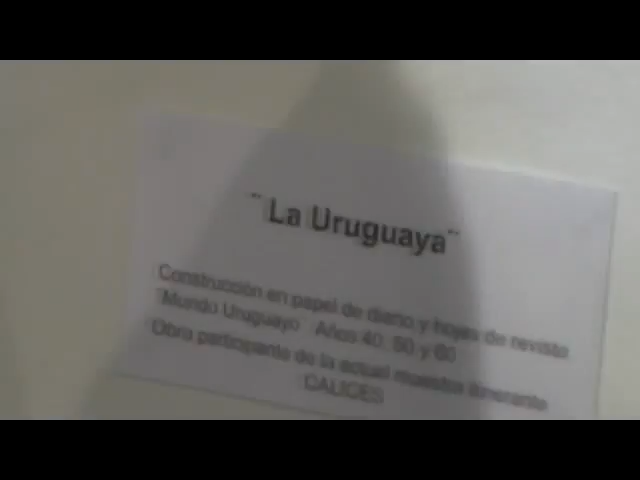 ¨La Uruguaya¨
Construcción en papel de diario y hojas de revista
¨Mundo Uruguayo¨ Años 40, 50 y 60
Obra participante de la actual muestra itinerante
CALICES